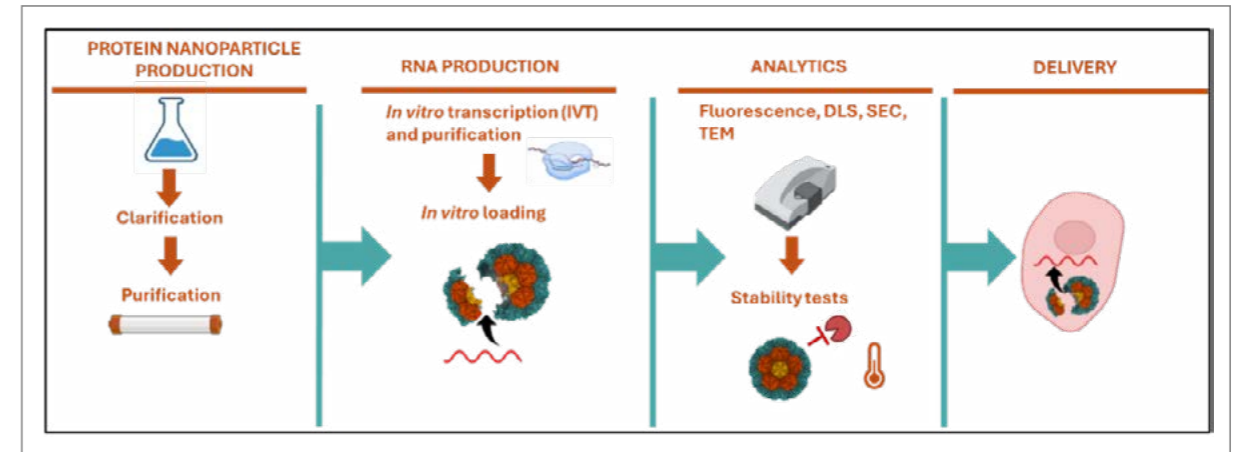 PROTEIN NANOPARTICLE
PRODUCTION
Clarification
Purification
RNA PRODUCTION
In vitro transcription (IVT)
and purification
In vitro loading
ANALYTICS
Fluorescence, DLS, SEC,
TEM
Stability tests
DELIVERY